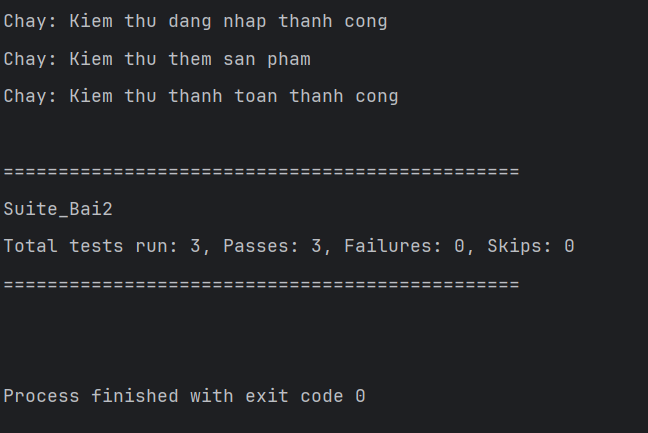 Chay: Kiem thu dang nhap thanh cong
Chay: Kiem thu them san pham
Chay: Kiem thu thanh toan thanh cong
===============================================
Suite_Bai2
Total tests run: 3, Passes: 3, Failures: 0, Skips: 0
===============================================
Process finished with exit code 0